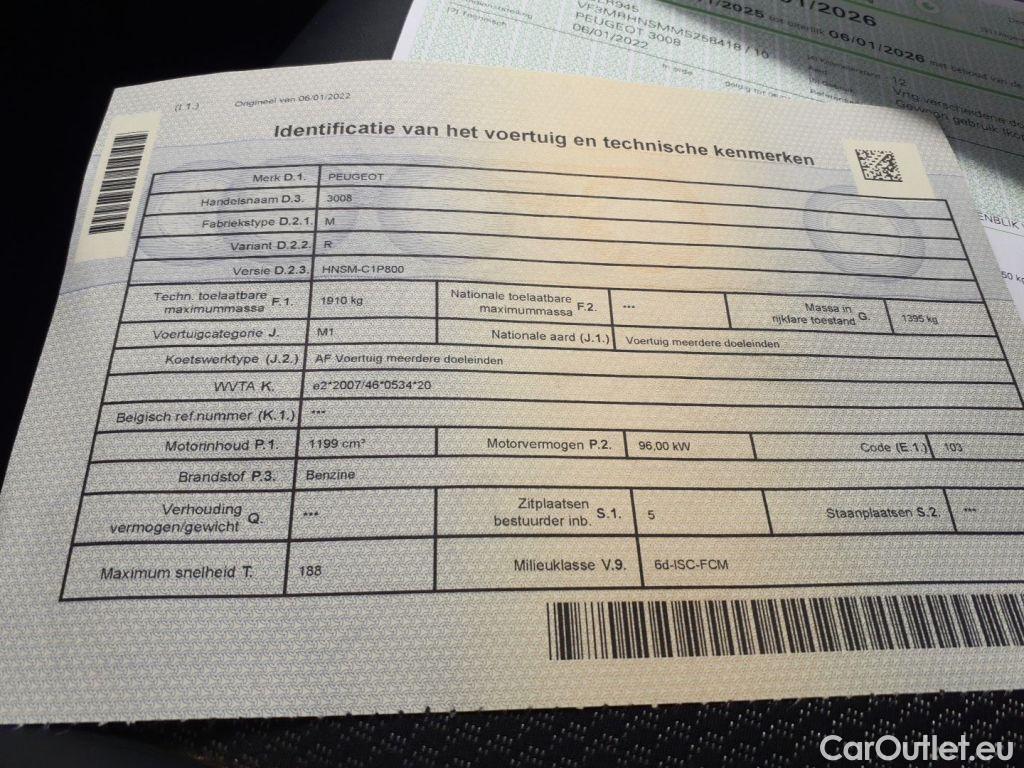 VF3MRHNSMMS258418 / 10
PEUGEOT 3008
06/01/2022
06/01/2026
(I.1.)
Origineel van 06/01/2022
Identificatie van het voertuig en technische kenmerken
Merk D.1. PEUGEOT
Handelsnaam D.3. 3008
Fabriekstype D.2.1. M
Variant D.2.2. R
Versie D.2.3. HNSM-C1P800
Techn. toelaatbare maximummassa F.1. 1910 kg Nationale toelaatbare maximummassa F.2. *** Massa in rijklare toestand G. 1395 kg
Voertuigcategorie J. M1 Nationale aard (J.1.) Voertuig meerdere doeleinden
Koetswerktype (J.2.) AF Voertuig meerdere doeleinden
WVTA K. e2*2007/46*0534*20
Belgisch ref.nummer (K.1.) ***
Motorinhoud P.1. 1199 cm³ Motorvermogen P.2. 96,00 kW Code (E.1.) 103
Brandstof P.3. Benzine
Verhouding vermogen/gewicht Q. *** Zitplaatsen bestuurder inb. S.1. 5 Staanplaatsen S.2. ***
Maximum snelheid T. 188 Milieuklasse V.9. 6d-ISC-FCM
CarOutlet.eu